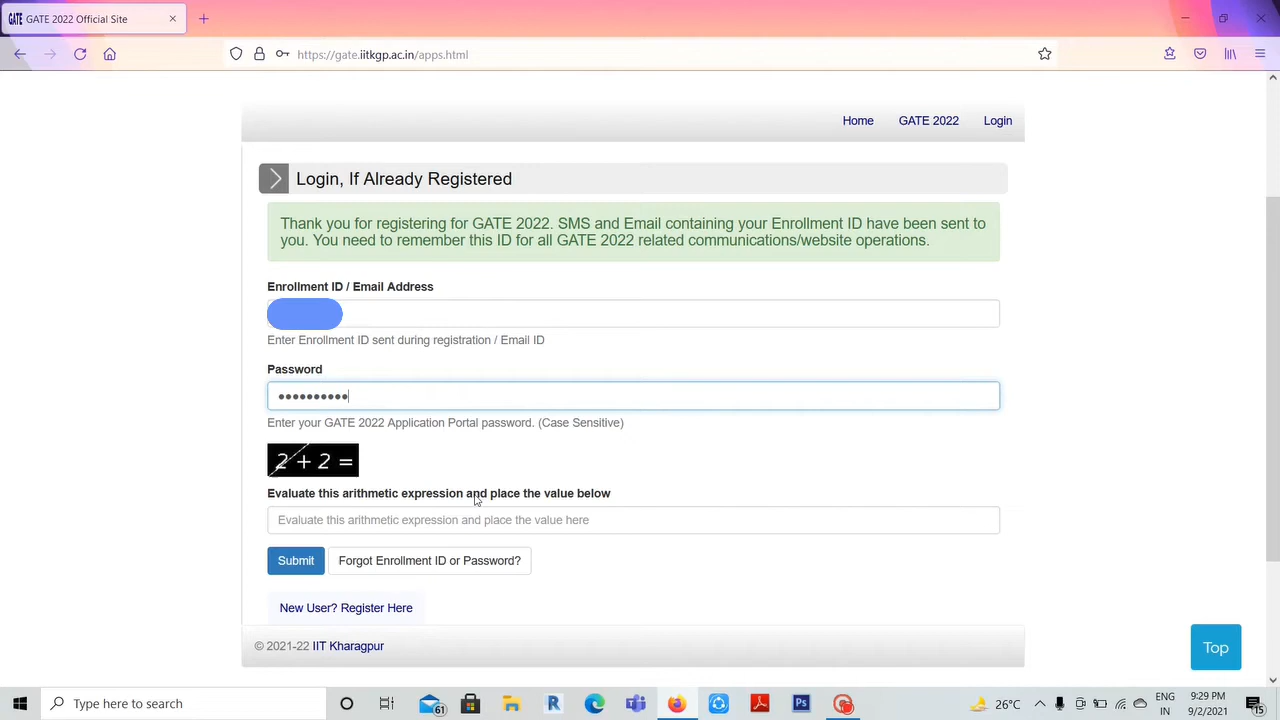 GATE GATE 2022 Official Site
https://gate.iitkgp.ac.in/apps.html
Home GATE 2022 Login
Login, If Already Registered
Thank you for registering for GATE 2022. SMS and Email containing your Enrollment ID have been sent to
you. You need to remember this ID for all GATE 2022 related communications/website operations.
Enrollment ID / Email Address
Enter Enrollment ID sent during registration / Email ID
Password
••••••••••
Enter your GATE 2022 Application Portal password. (Case Sensitive)
2 + 2 =
Evaluate this arithmetic expression and place the value below
Evaluate this arithmetic expression and place the value here
Submit Forgot Enrollment ID or Password?
New User? Register Here
© 2021-22 IIT Kharagpur
Top
Type here to search
61
R
Ps
26°C
ENG
IN
9:29 PM
9/2/2021
15